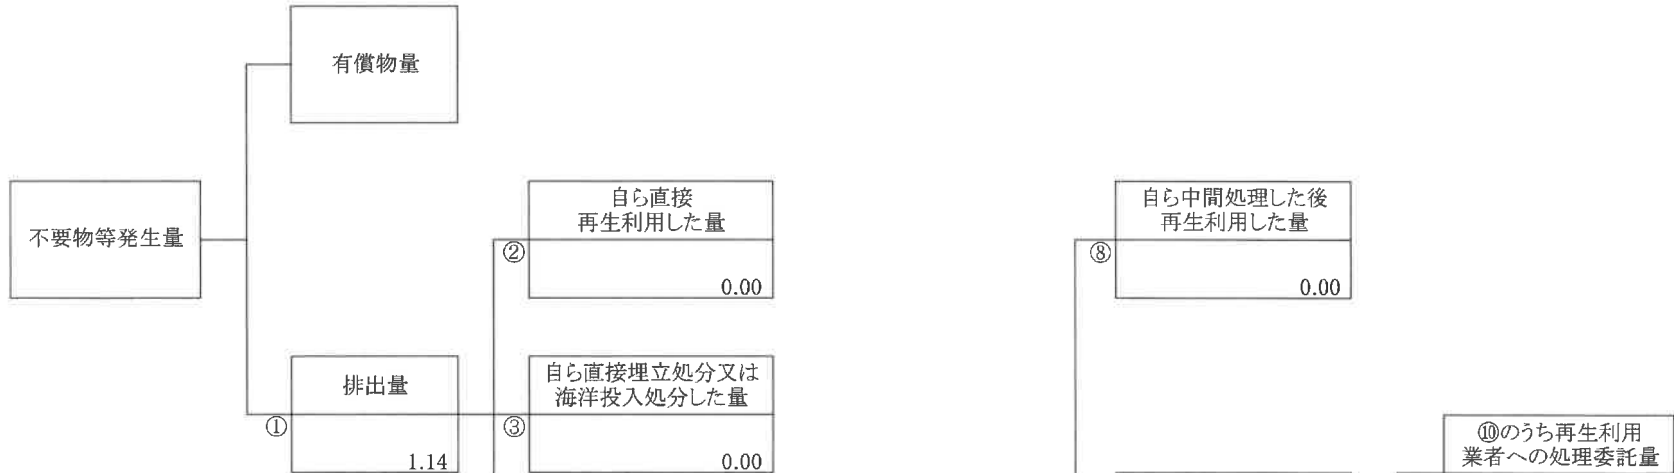 有償物量
不要物等発生量
自ら直接
再生利用した量
②
0.00
自ら中間処理した後
再生利用した量
⑧
0.00
排出量
①
1.14
自ら直接埋立処分又は
海洋投入処分した量
③
0.00
⑩のうち再生利用
業者への処理委託量